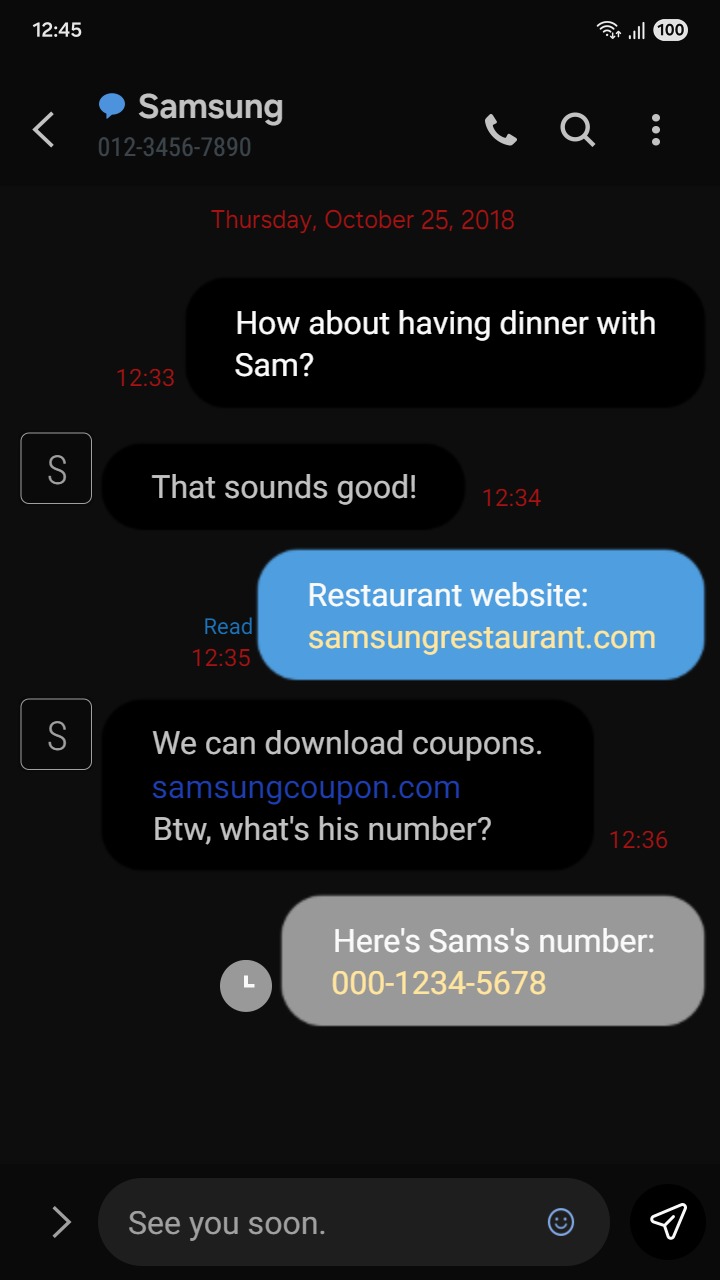 12:45
100
Samsung
012-3456-7890
Thursday, October 25, 2018
How about having dinner with
Sam?
12:33
S
That sounds good!
12:34
Restaurant website:
Read
samsungrestaurant.com
12:35
S
We can download coupons.
samsungcoupon.com
Btw, what's his number?
12:36
Here's Sams's number:
000-1234-5678
See you soon.